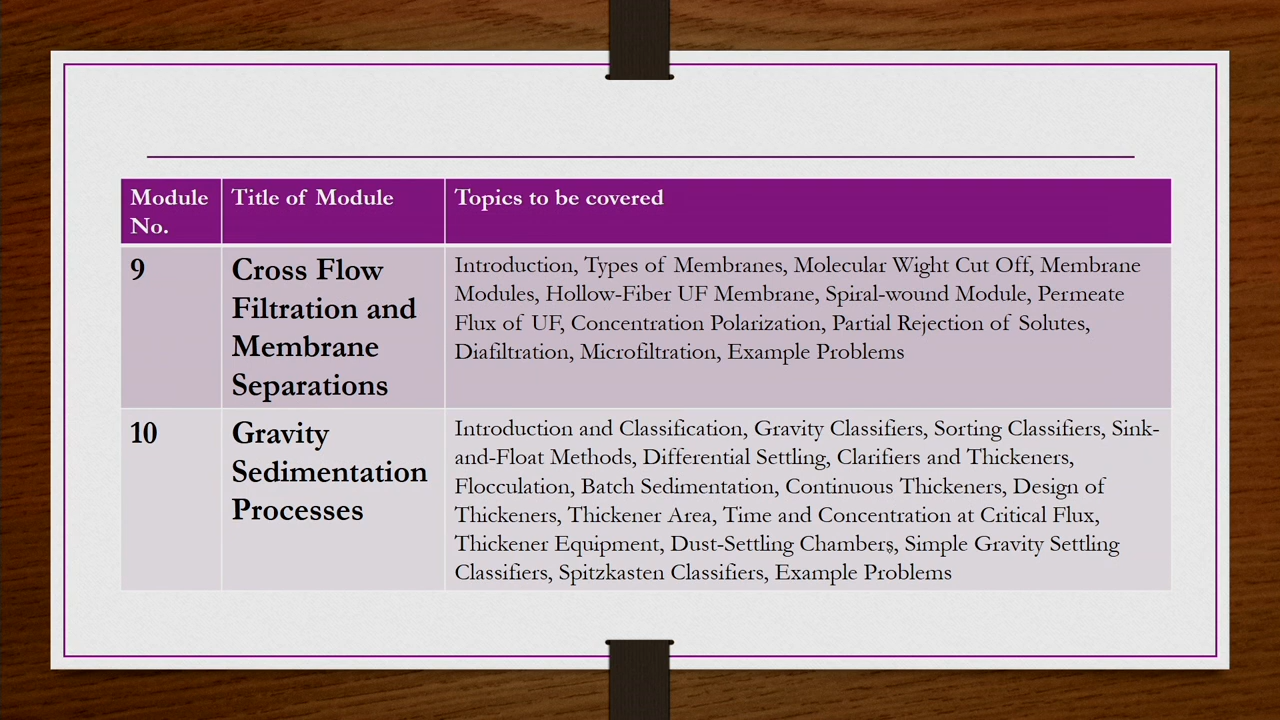 Module Title of Module Topics to be covered
No.
9 Cross Flow Filtration and Membrane Separations
Introduction, Types of Membranes, Molecular Wight Cut Off, Membrane
Modules, Hollow-Fiber UF Membrane, Spiral-wound Module, Permeate
Flux of UF, Concentration Polarization, Partial Rejection of Solutes,
Diafiltration, Microfiltration, Example Problems
10 Gravity Sedimentation Processes
Introduction and Classification, Gravity Classifiers, Sorting Classifiers, Sink-
and-Float Methods, Differential Settling, Clarifiers and Thickeners,
Flocculation, Batch Sedimentation, Continuous Thickeners, Design of
Thickeners, Thickener Area, Time and Concentration at Critical Flux,
Thickener Equipment, Dust-Settling Chambers, Simple Gravity Settling
Classifiers, Spitzkasten Classifiers, Example Problems